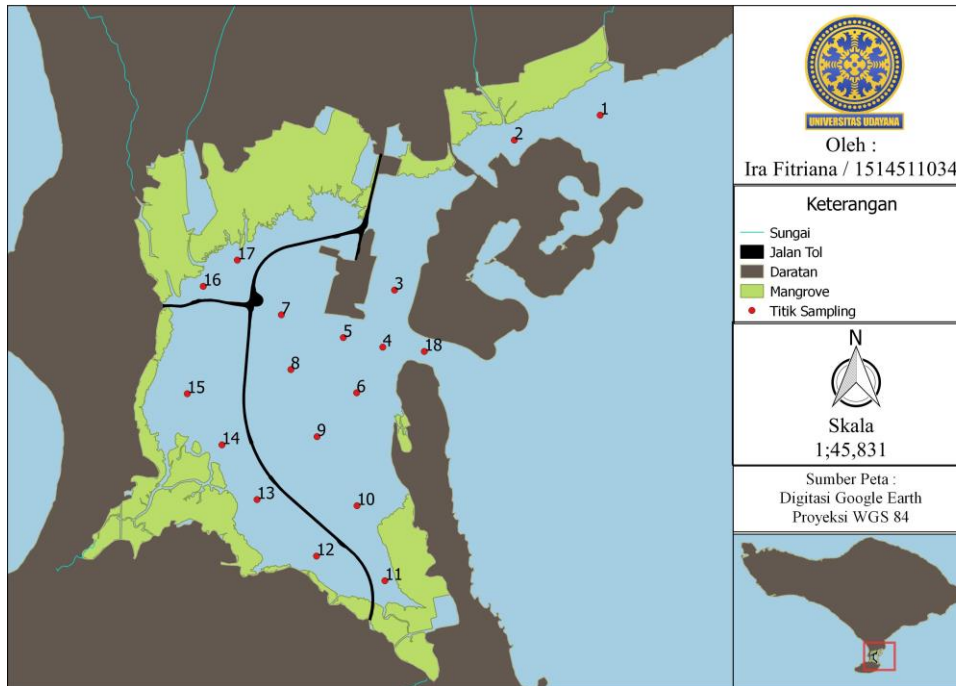 1
2
17
16
3
7
5
4
18
8
6
15
9
14
13
10
12
11
UNIVERSITAS UDAYANA
Oleh :
Ira Fitriana / 1514511034
Keterangan
Sungai
Jalan Tol
Daratan
Mangrove
Titik Sampling
N
Skala
1;45,831
Sumber Peta :
Digitasi Google Earth
Proyeksi WGS 84